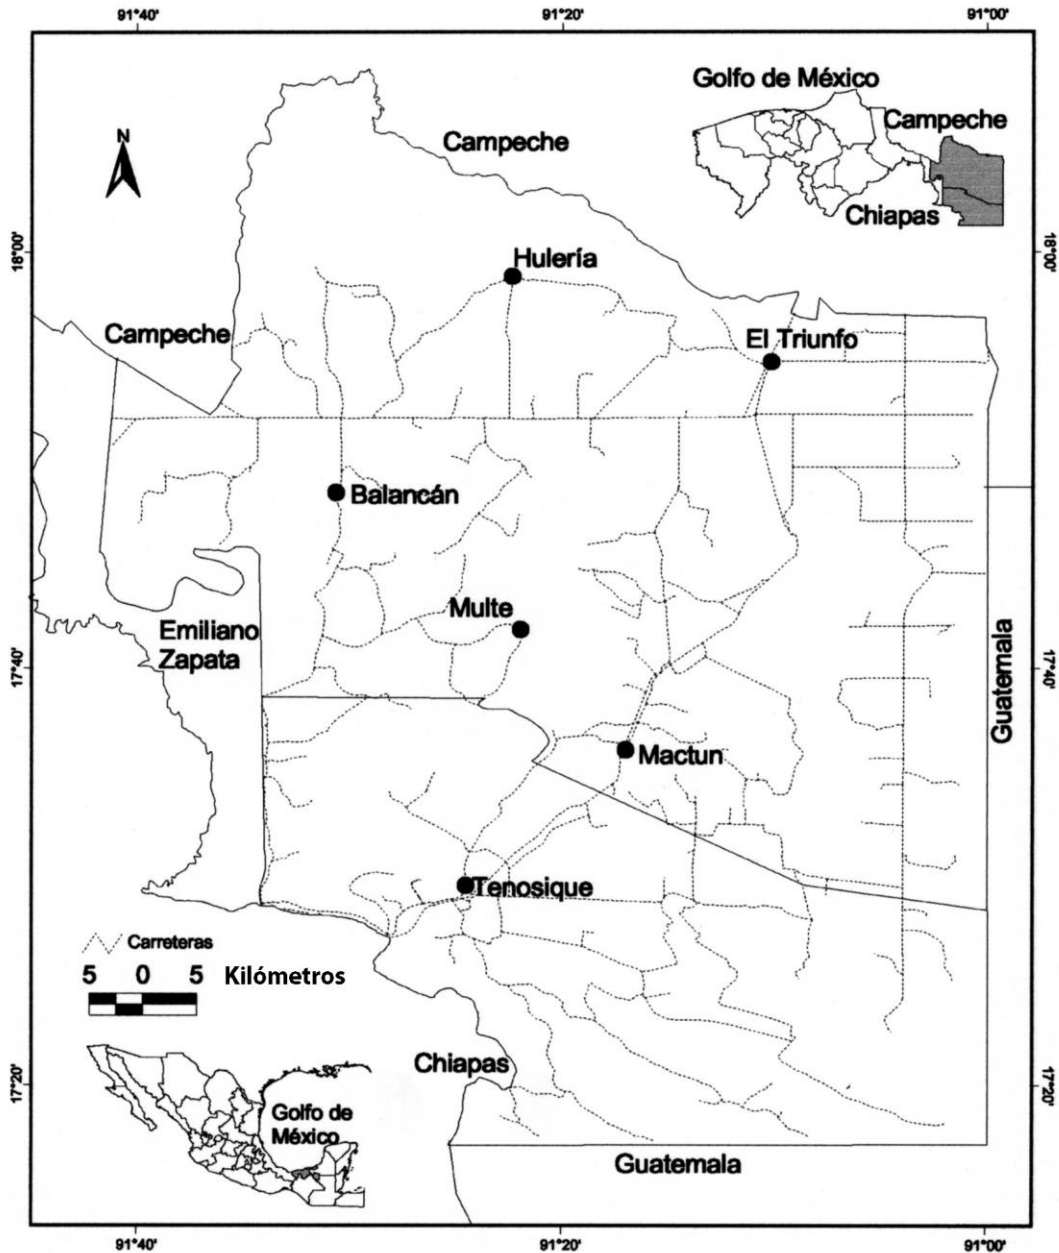 91°40' 91°20' 91°00'
Golfo de México
Campeche
Chiapas
N
Campeche
18°00' 18°00'
Hulería
Campeche
El Triunfo
Balancán
Multe
Emiliano
Zapata
17°40' 17°40'
Guatemala
Mactun
Tenosique
Carreteras
5 0 5 Kilómetros
Chiapas
17°20' 17°20'
Golfo de
México
Guatemala
91°40' 91°20' 91°00'